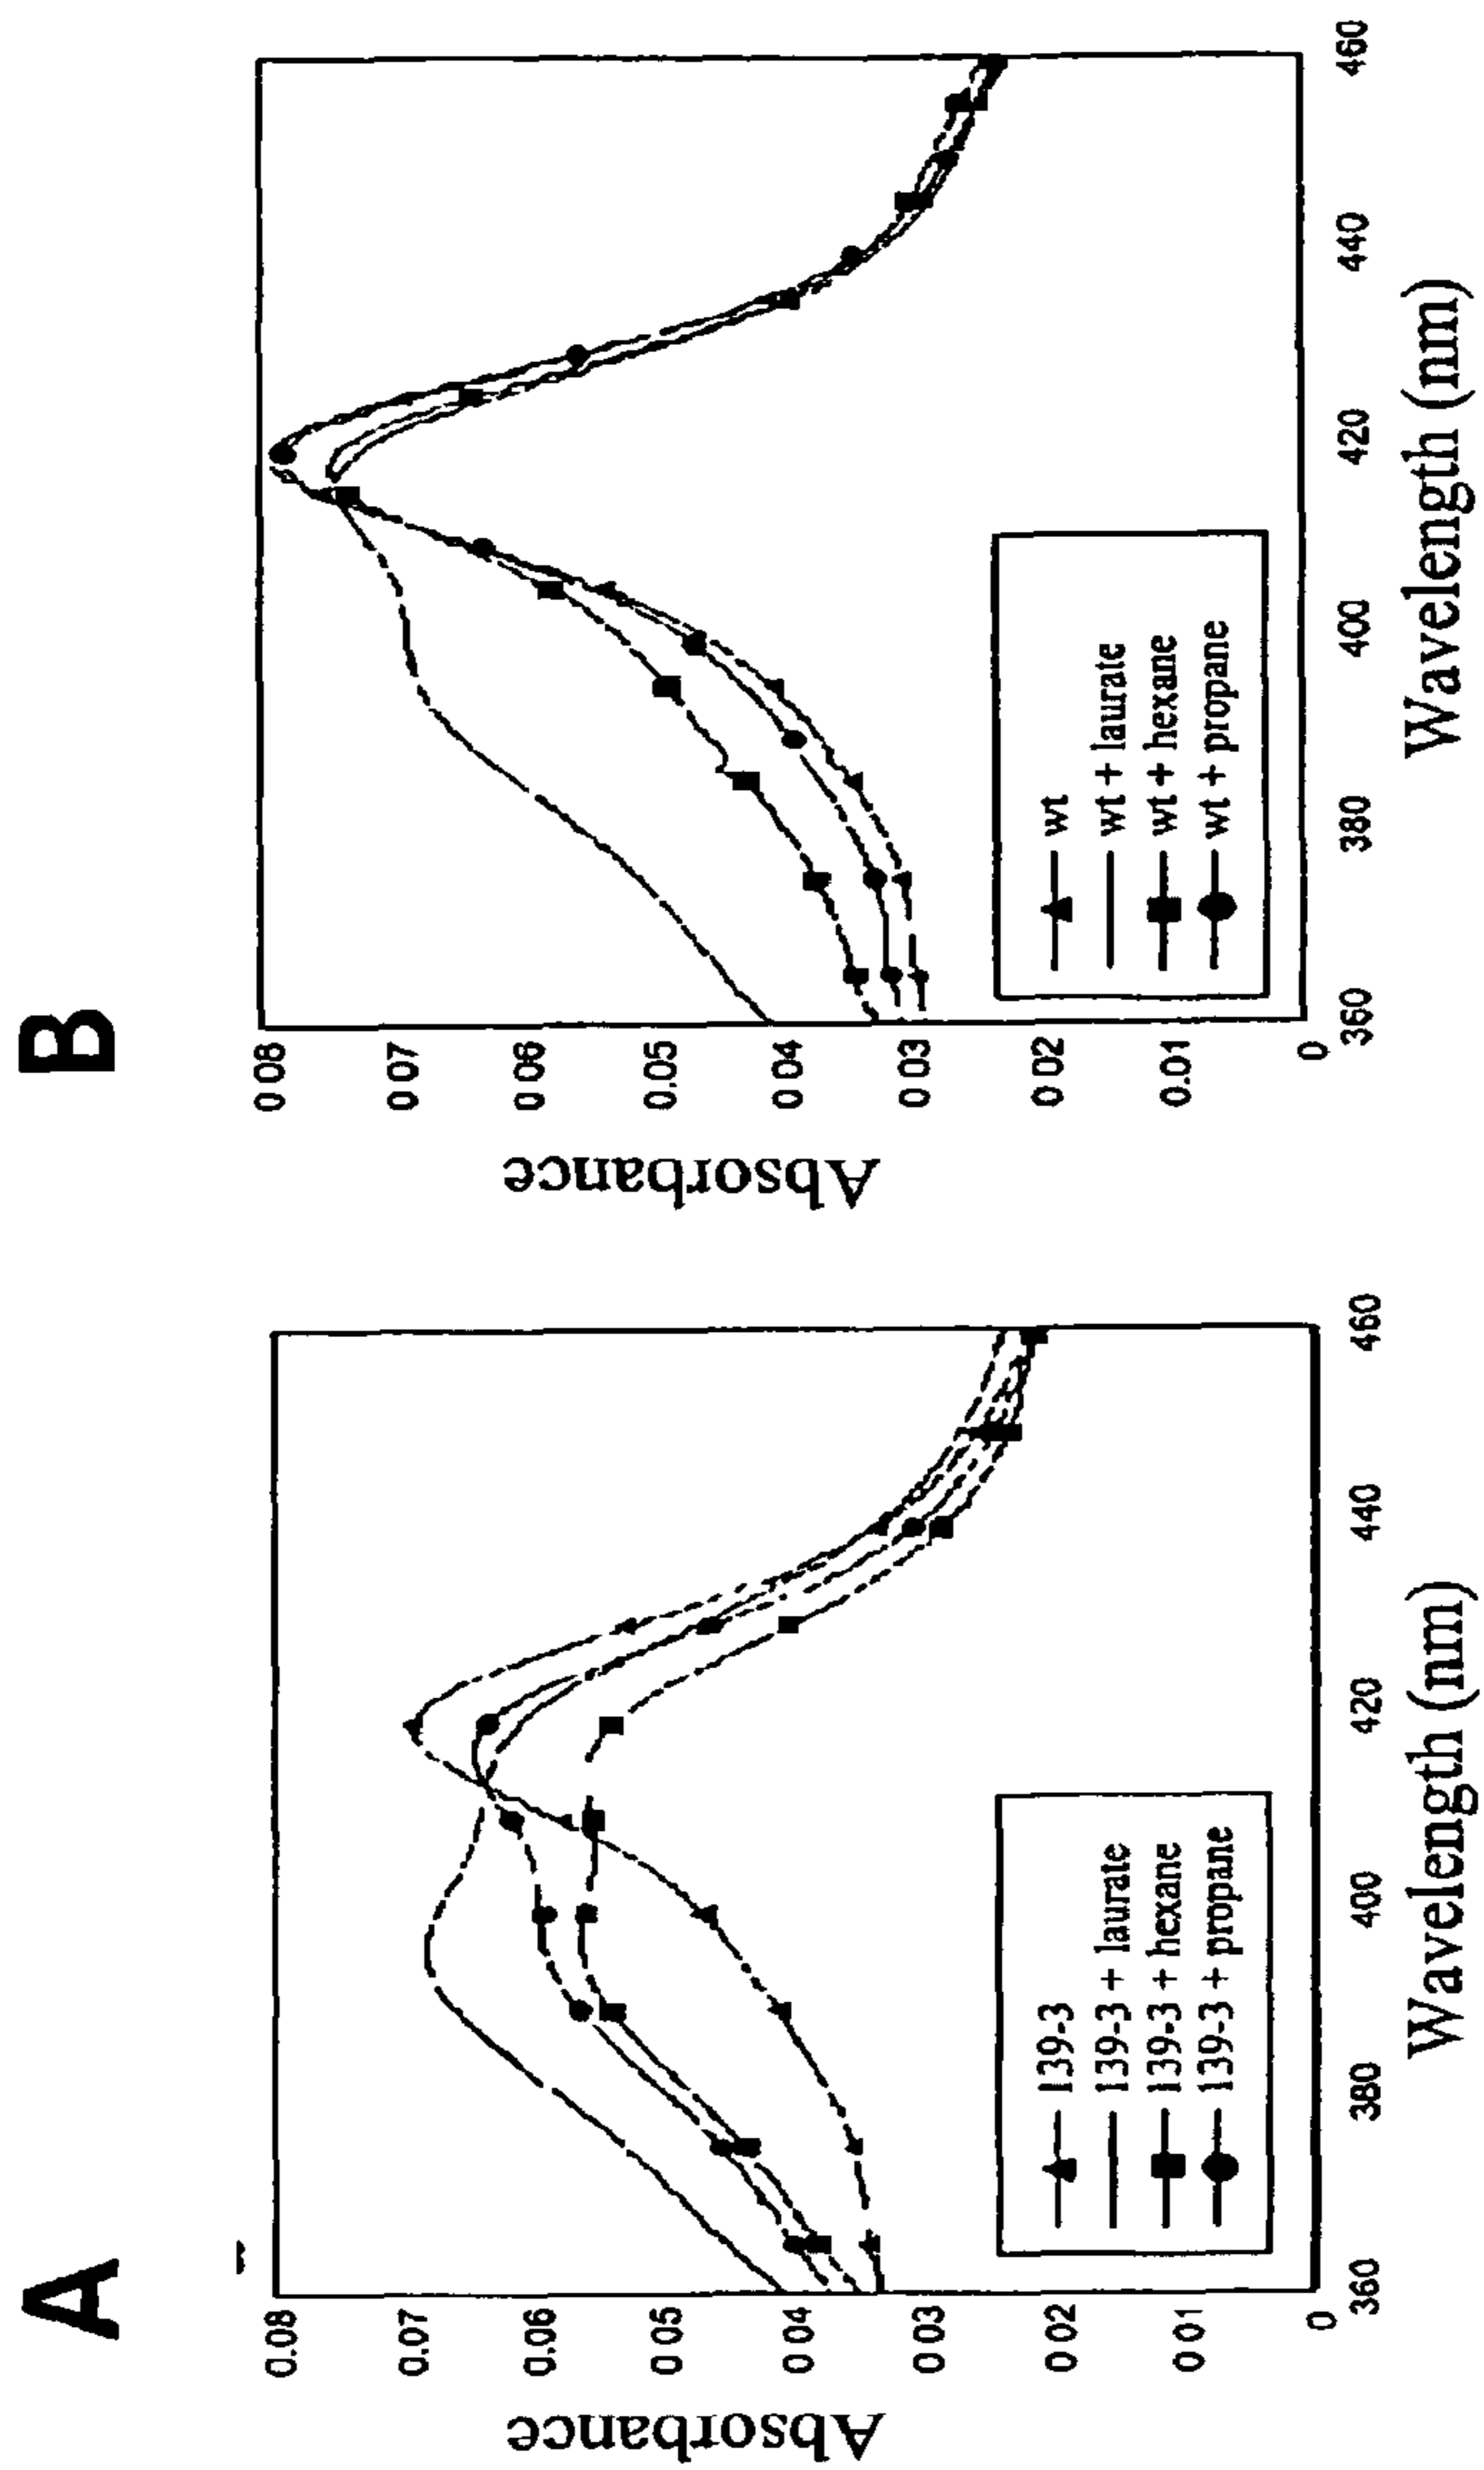 A
Absorbance
0.08
0.07
0.06
0 05
0 04
0 03
0 02
0 01
0
360
380
400
420
440
460
Wavelength (nm)
139-3
139-3 + laurate
139-3 + hexane
139-3 + propane
B
Absorbance
0 08
0 07
0 06
0.05
0 04
0 03
0 02
0.01
0
360
380
400
420
440
460
Wavelength (nm)
wt
wt + laurate
wt + hexane
wt + propane